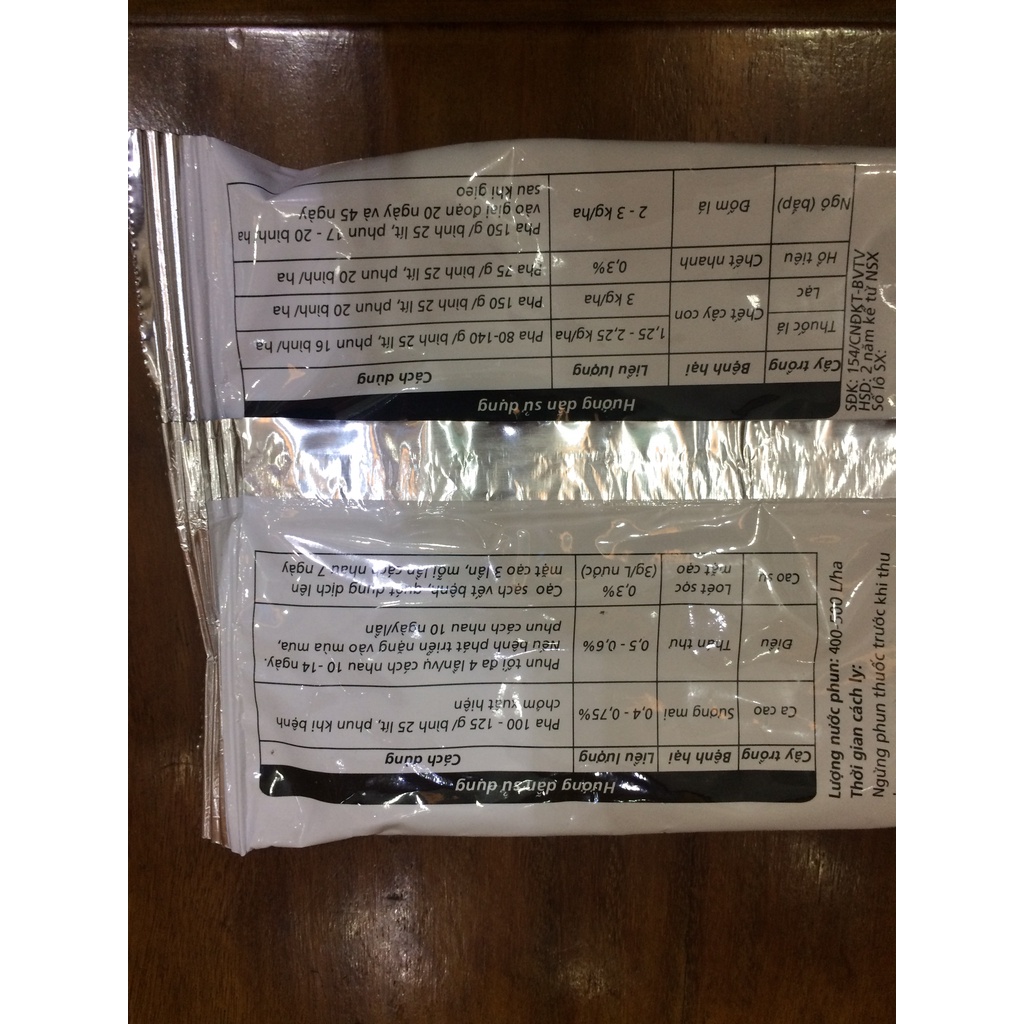 Hướng dẫn sử dụng
Cây trồng Bệnh hại Liều lượng Cách dùng
Ca cao Sương mai 0,4 - 0,75% Pha 100 - 125 g/ bình 25 lít, phun khi bệnh
chớm xuất hiện
Điều Thán thư 0,5 - 0,6% Phun tối đa 4 lần/vụ cách nhau 10 -14 ngày.
Nếu bệnh phát triển nặng vào mùa mưa,
phun cách nhau 10 ngày/lần
Cao su Loét sọc 0,3% Cạo sạch vết bệnh, quét dung dịch lên
mặt cạo (3g/L nước) mặt cạo 3 lần, mỗi lần cách nhau 7 ngày
Hướng dẫn sử dụng
Cây trồng Bệnh hại Liều lượng Cách dùng
Thuốc lá Chết cây con 1,25 - 2,25 kg/ha Pha 80-140 g/ bình 25 lít, phun 16 bình/ ha
Lạc 3 kg/ha Pha 150 g/ bình 25 lít, phun 20 bình/ ha
Hồ tiêu Chết nhanh 0,3% Pha 75 g/ bình 25 lít, phun 20 bình/ ha
Ngô (bắp) Đốm lá 2 - 3 kg/ha Pha 150 g/ bình 25 lít, phun 17 - 20 bình/ ha
vào giai đoạn 20 ngày và 45 ngày
sau khi gieo
SĐK: 154/CNĐKT-BVTV
HSD: 2 năm kể từ NSX
Số lô SX:
Lượng nước phun: 400-500 L/ha
Thời gian cách ly:
Ngừng phun thuốc trước khi thu